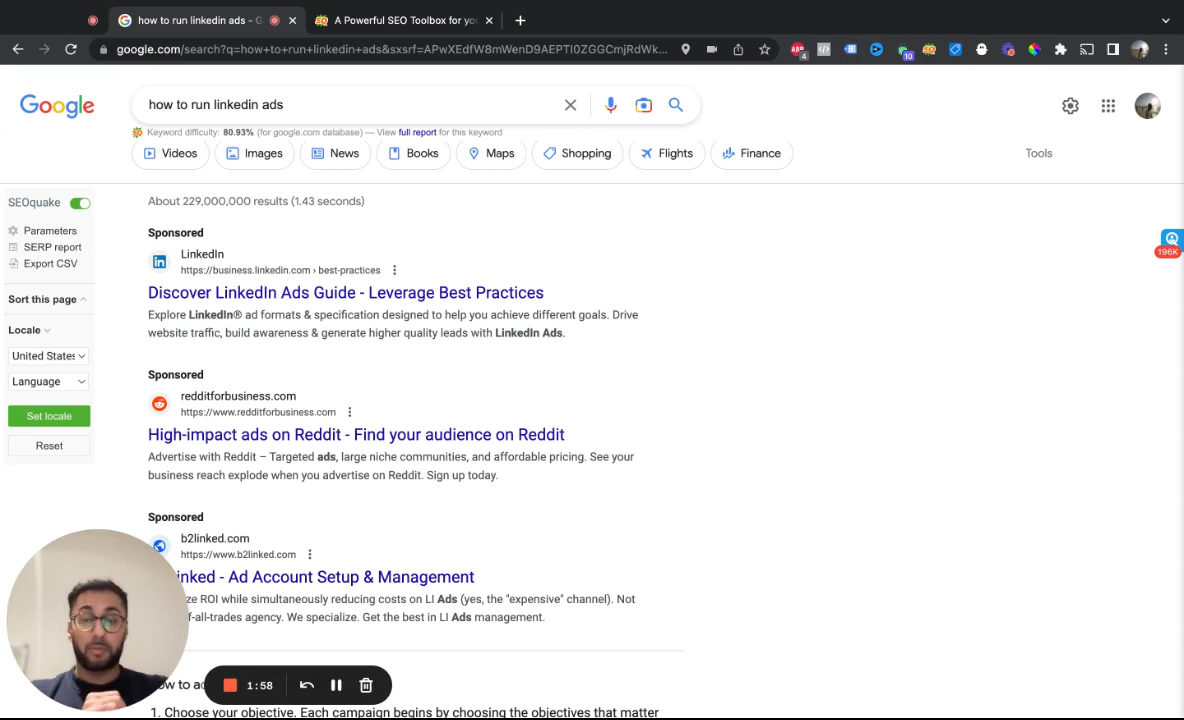 how to run linkedin ads - G
A Powerful SEO Toolbox for you
google.com/search?q=how+to+run+linkedin+ads&sxsrf=APwXEdfW8mWenD9AEPTI0ZGGCmjRdWk...
4
10
Google
how to run linkedin ads
Keyword difficulty: 80.93% (for google.com database) — View full report for this keyword
Videos
Images
News
Books
Maps
Shopping
Flights
Finance
Tools
SEOquake
Parameters
SERP report
Export CSV
Sort this page
Locale
United States
Language
Set locale
Reset
About 229,000,000 results (1.43 seconds)
Sponsored
LinkedIn
https://business.linkedin.com › best-practices
Discover LinkedIn Ads Guide - Leverage Best Practices
Explore LinkedIn® ad formats & specification designed to help you achieve different goals. Drive
website traffic, build awareness & generate higher quality leads with LinkedIn Ads.
Sponsored
redditforbusiness.com
https://www.redditforbusiness.com
High-impact ads on Reddit - Find your audience on Reddit
Advertise with Reddit – Targeted ads, large niche communities, and affordable pricing. See your
business reach explode when you advertise on Reddit. Sign up today.
Sponsored
b2linked.com
https://www.b2linked.com
inked - Ad Account Setup & Management
ze ROI while simultaneously reducing costs on LI Ads (yes, the "expensive" channel). Not
f-all-trades agency. We specialize. Get the best in LI Ads management.
196K
1:58
1. Choose your objective. Each campaign begins by choosing the objectives that matter